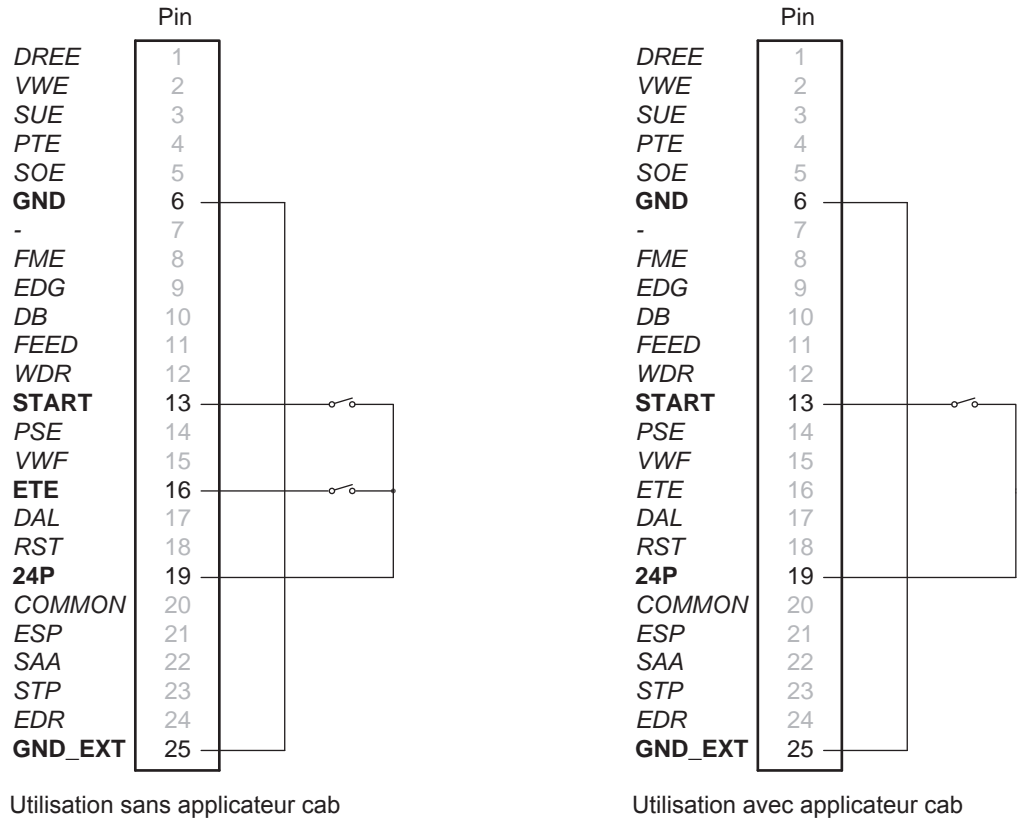 Pin
DREE 1
VWE 2
SUE 3
PTE 4
SOE 5
GND 6
- 7
FME 8
EDG 9
DB 10
FEED 11
WDR 12
START 13
PSE 14
VWF 15
ETE 16
DAL 17
RST 18
24P 19
COMMON 20
ESP 21
SAA 22
STP 23
EDR 24
GND_EXT 25
Utilisation sans applicateur cab
Pin
DREE 1
VWE 2
SUE 3
PTE 4
SOE 5
GND 6
- 7
FME 8
EDG 9
DB 10
FEED 11
WDR 12
START 13
PSE 14
VWF 15
ETE 16
DAL 17
RST 18
24P 19
COMMON 20
ESP 21
SAA 22
STP 23
EDR 24
GND_EXT 25
Utilisation avec applicateur cab